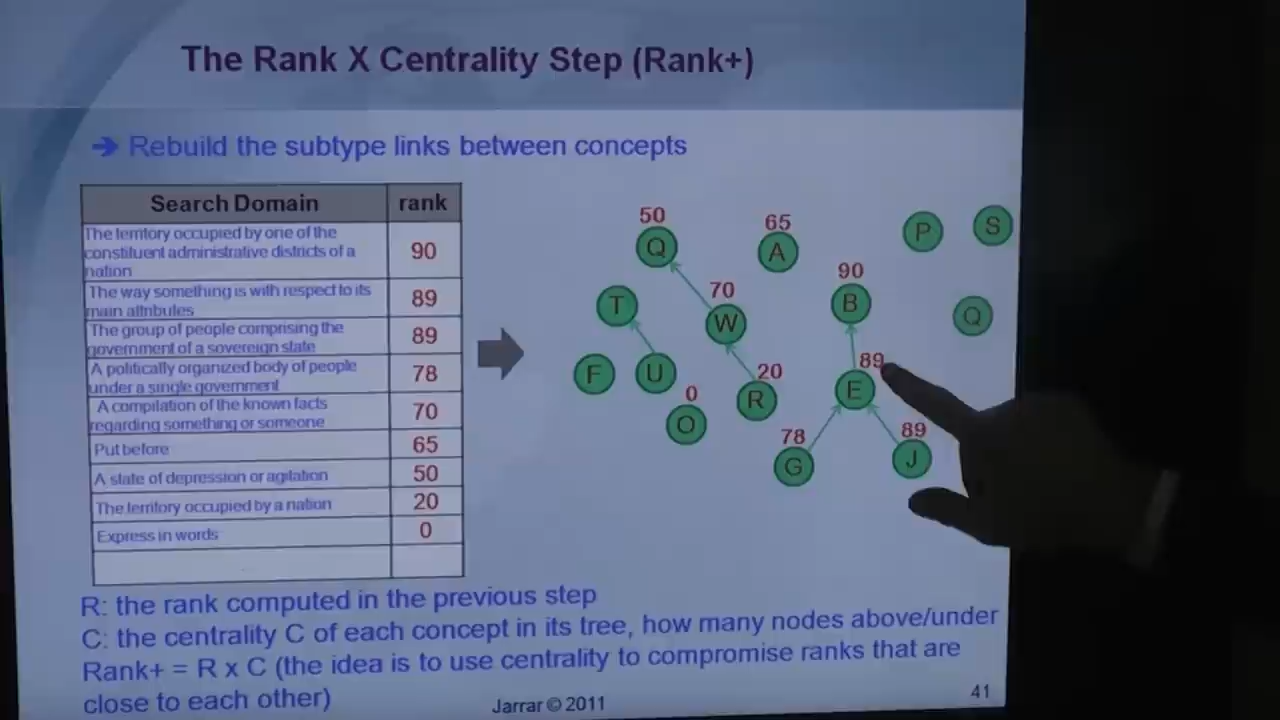 The Rank X Centrality Step (Rank+)
➔ Rebuild the subtype links between concepts
Search Domain rank
The territory occupied by one of the
constituent administrative districts of a
nation
90
The way something is with respect to its
main attributes
89
The group of people comprising the
government of a sovereign state
89
A politically organized body of people
under a single government
78
A compilation of the known facts
regarding something or someone
70
Put before 65
A state of depression or agitation 50
The territory occupied by a nation 20
Express in words 0
50
Q
65
A
P
S
90
B
T
70
W
Q
F
U
20
R
89
E
0
O
78
G
89
J
R: the rank computed in the previous step
C: the centrality C of each concept in its tree, how many nodes above/under
Rank+ = R x C (the idea is to use centrality to compromise ranks that are
close to each other)
Jarrar © 2011
41